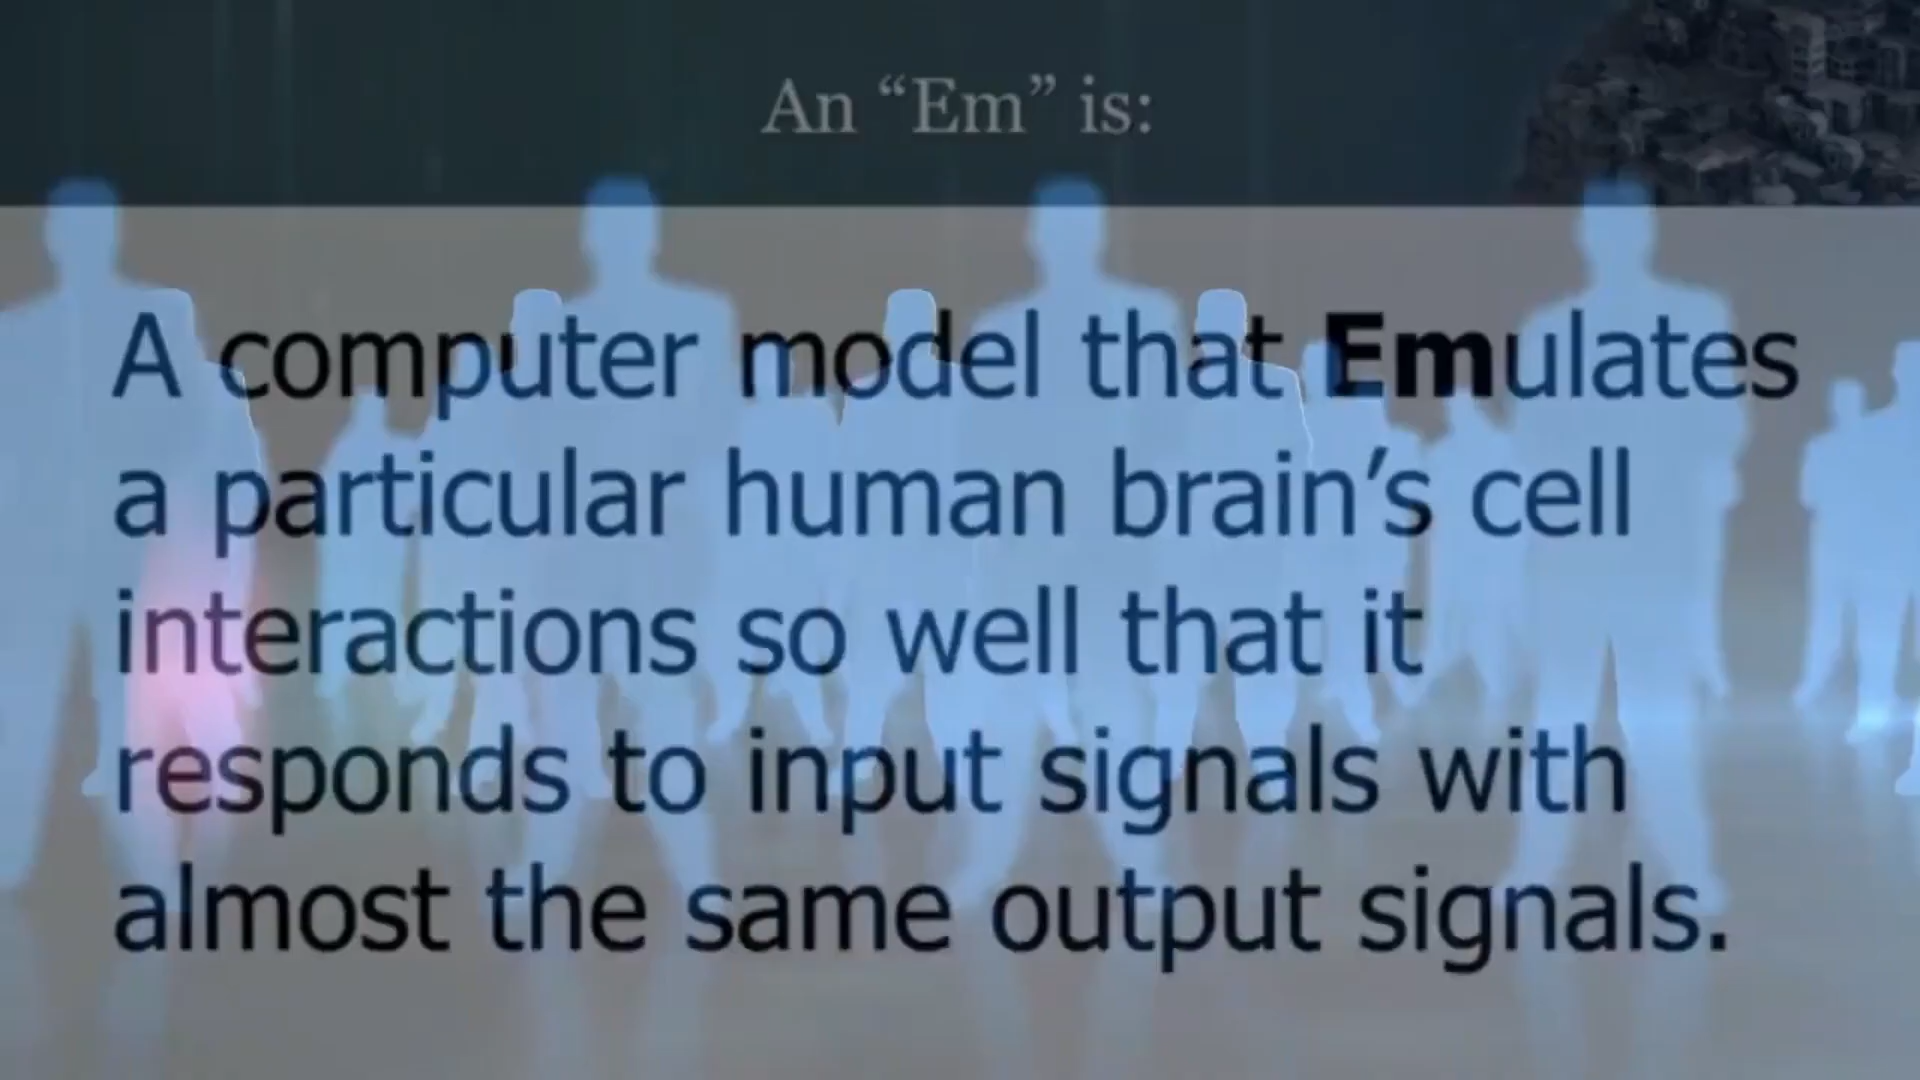 An “Em” is:
A computer model that Emulates
a particular human brain’s cell
interactions so well that it
responds to input signals with
almost the same output signals.